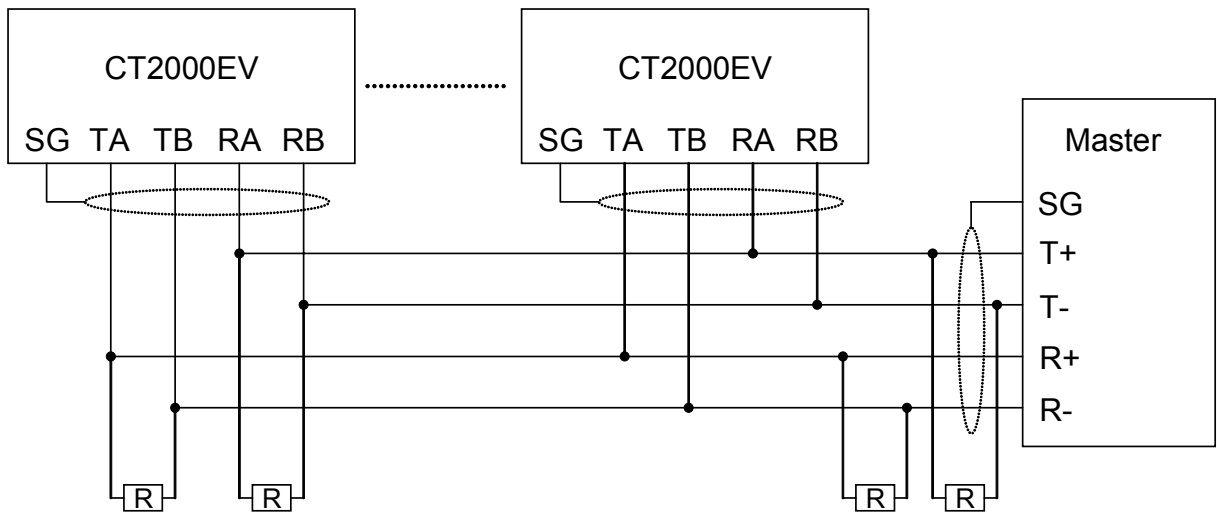 CT2000EV
SG TA TB RA RB
CT2000EV
SG TA TB RA RB
Master
SG
T+
T-
R+
R-
R
R
R
R